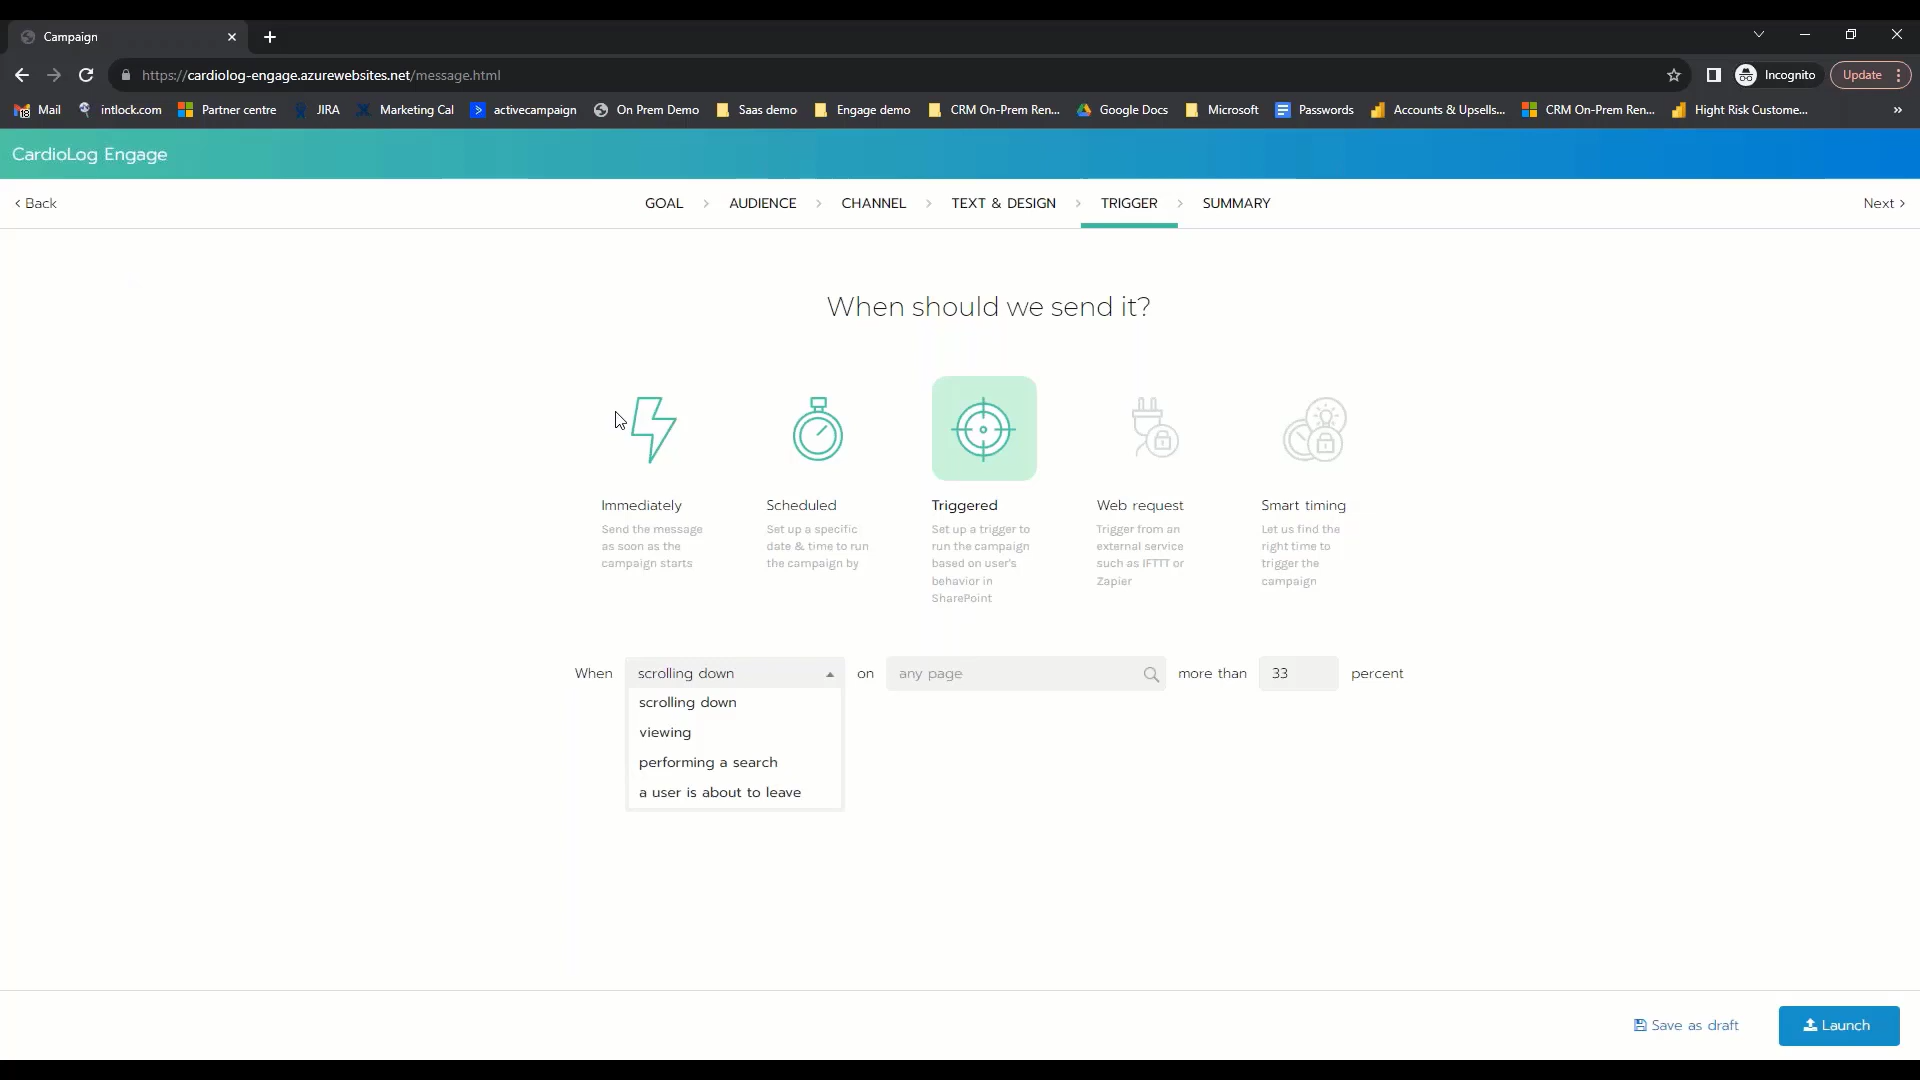 Campaign
https://cardiolog-engage.azurewebsites.net/message.html
Incognito
Update
Mail
intlock.com
Partner centre
JIRA
Marketing Cal
activecampaign
On Prem Demo
Saas demo
Engage demo
CRM On-Prem Ren...
Google Docs
Microsoft
Passwords
Accounts & Upsells...
CRM On-Prem Ren...
Hight Risk Custome...
»
CardioLog Engage
< Back
GOAL > AUDIENCE > CHANNEL > TEXT & DESIGN > TRIGGER > SUMMARY
Next >
When should we send it?
Immediately
Send the message
as soon as the
campaign starts
Scheduled
Set up a specific
date & time to run
the campaign by
Triggered
Set up a trigger to
run the campaign
based on user's
behavior in
SharePoint
Web request
Trigger from an
external service
such as IFTTT or
Zapier
Smart timing
Let us find the
right time to
trigger the
campaign
When scrolling down on any page more than 33 percent
scrolling down
viewing
performing a search
a user is about to leave
Save as draft
Launch